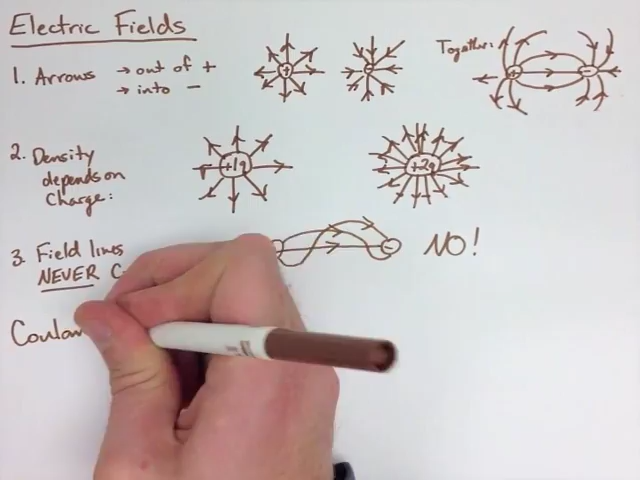 Electric Fields
1. Arrows → out of +
→ into −
+
−
Together:
+
−
2. Density
depends on
Charge:
+1q
+2q
3. Field lines
NEVER
−
NO!